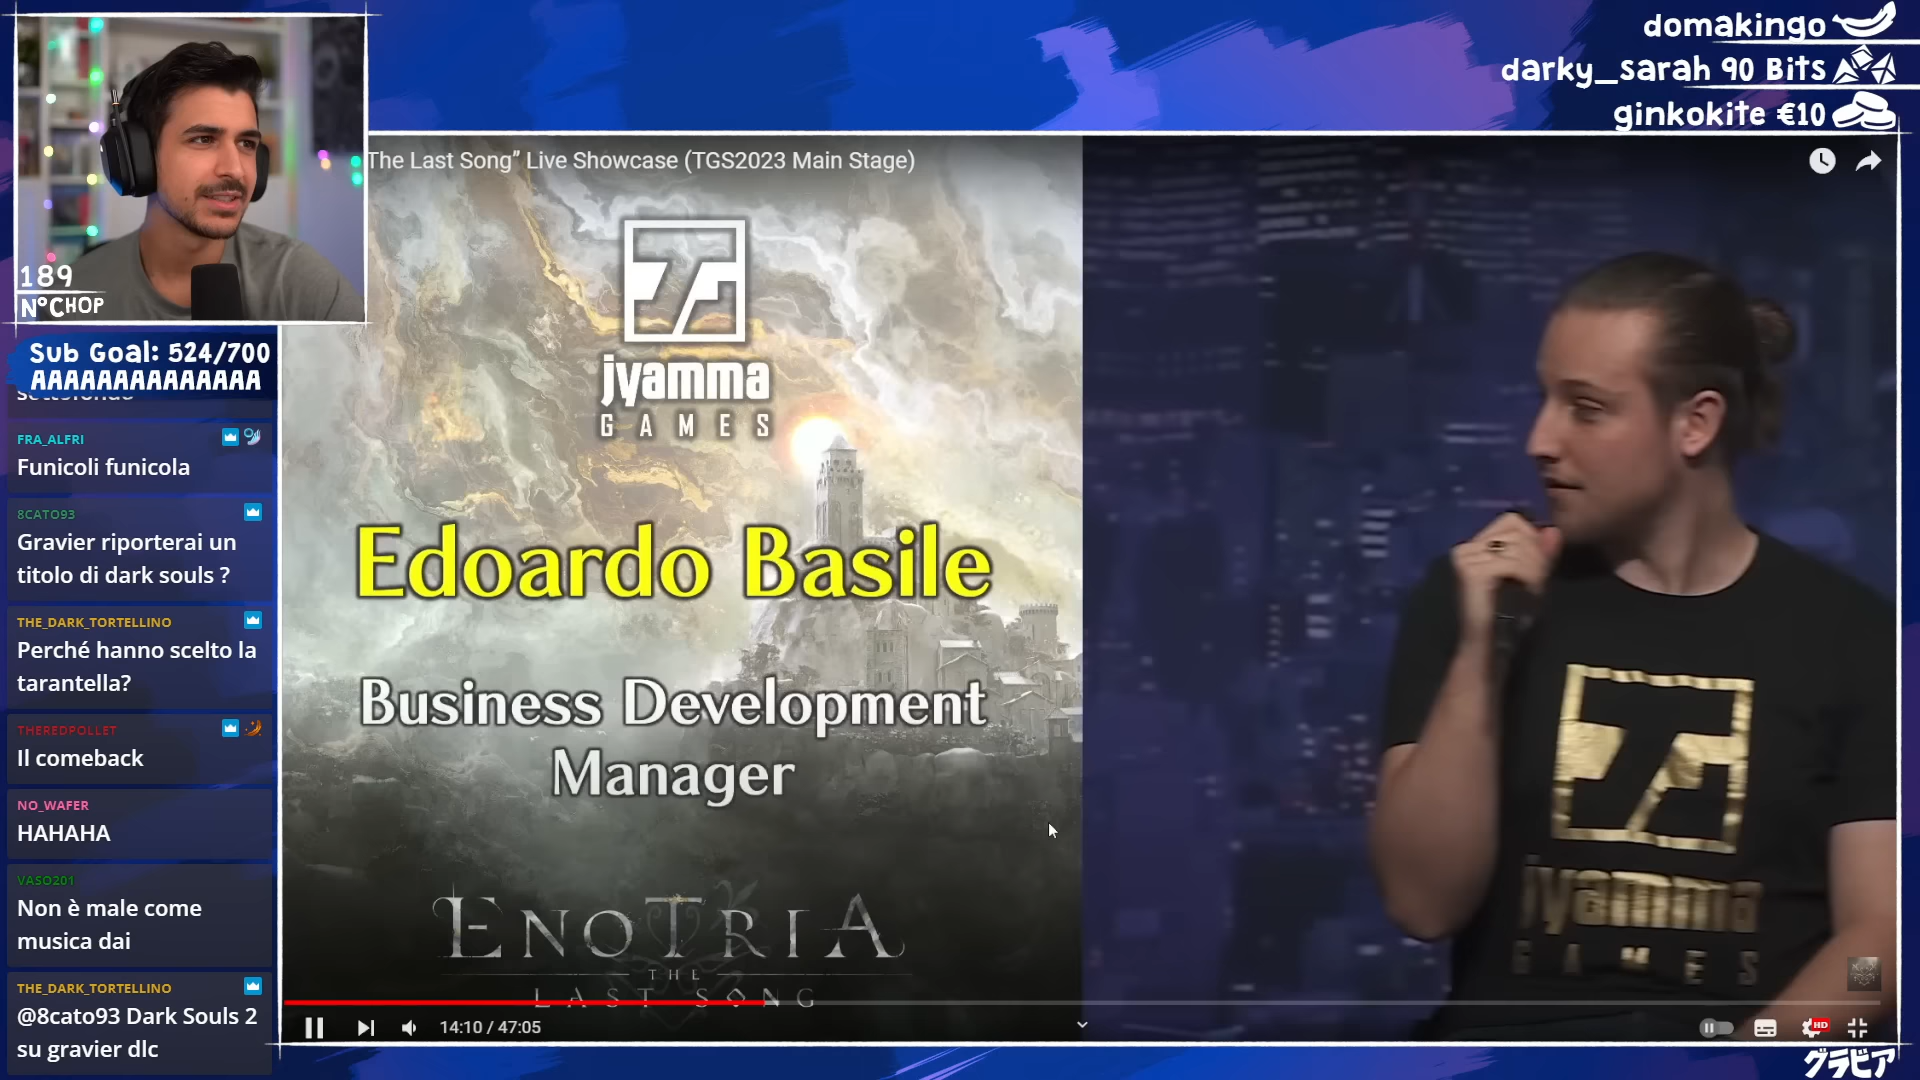 domakingo
darky_sarah 90 Bits
ginkokite €10
The Last Song” Live Showcase (TGS2023 Main Stage)
189
N°CHOP
Sub Goal: 524/700
AAAAAAAAAAAAAA
FRA_ALFRI
Funicoli funicola
8CATO93
Gravier riporterai un
titolo di dark souls ?
THE_DARK_TORTELLINO
Perché hanno scelto la
tarantella?
THEREDPOLLET
Il comeback
NO_WAFER
HAHAHA
VASO201
Non è male come
musica dai
THE_DARK_TORTELLINO
@8cato93 Dark Souls 2
su gravier dlc
jyamma
GAMES
Edoardo Basile
Business Development
Manager
ENOTRIA
THE
LAST SONG
jyamma
GAMES
14:10 / 47:05
HD
グラビア